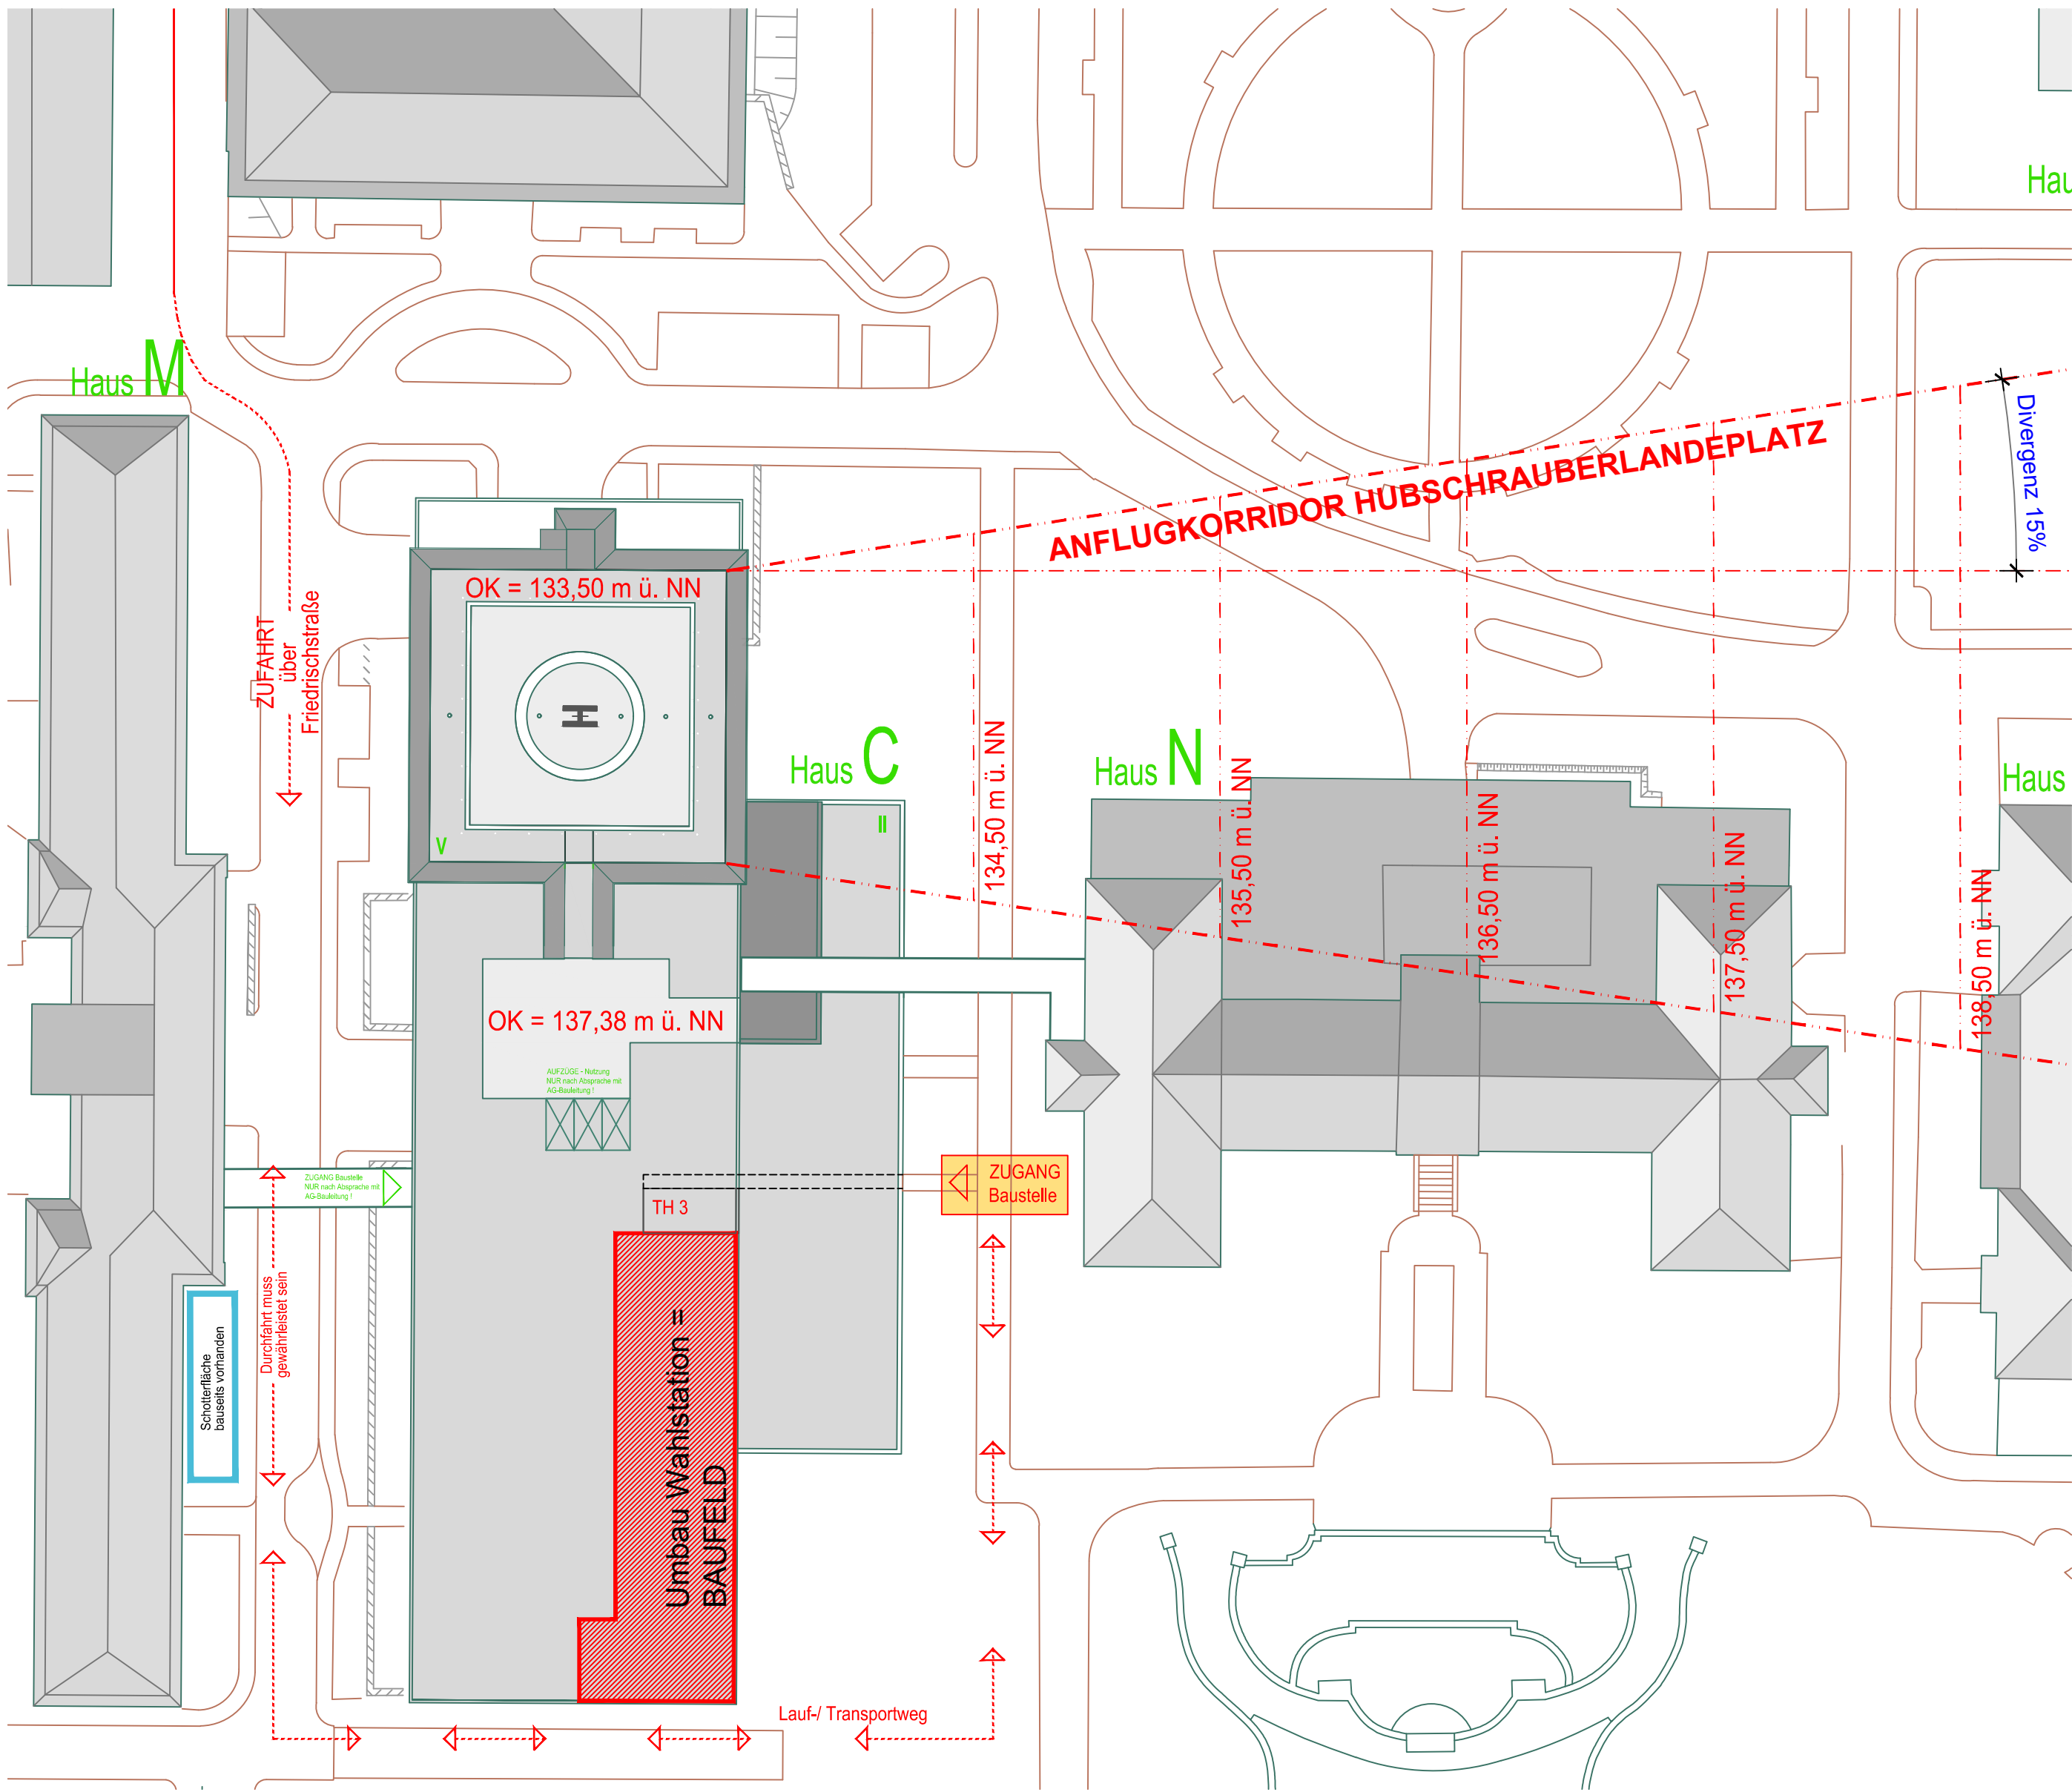 Hau
Haus M
Divergenz 15%
ANFLUGKORRIDOR HUBSCHRAUBERLANDEPLATZ
OK = 133,50 m ü. NN
ZUFAHRT
über
Friedrischstraße
H
Haus C
Haus N
Haus
V
II
134,50 m ü. NN
135,50 m ü. NN
136,50 m ü. NN
137,50 m ü. NN
138,50 m ü. NN
OK = 137,38 m ü. NN
AUFZÜGE - Nutzung
NUR nach Absprache mit
AG-Bauleitung !
ZUGANG Baustelle
NUR nach Absprache mit
AG-Bauleitung !
ZUGANG
Baustelle
TH 3
Durchfahrt muss
gewährleistet sein
Schotterfläche
bauseits vorhanden
Umbau Wahlstation =
BAUFELD
Lauf-/ Transportweg